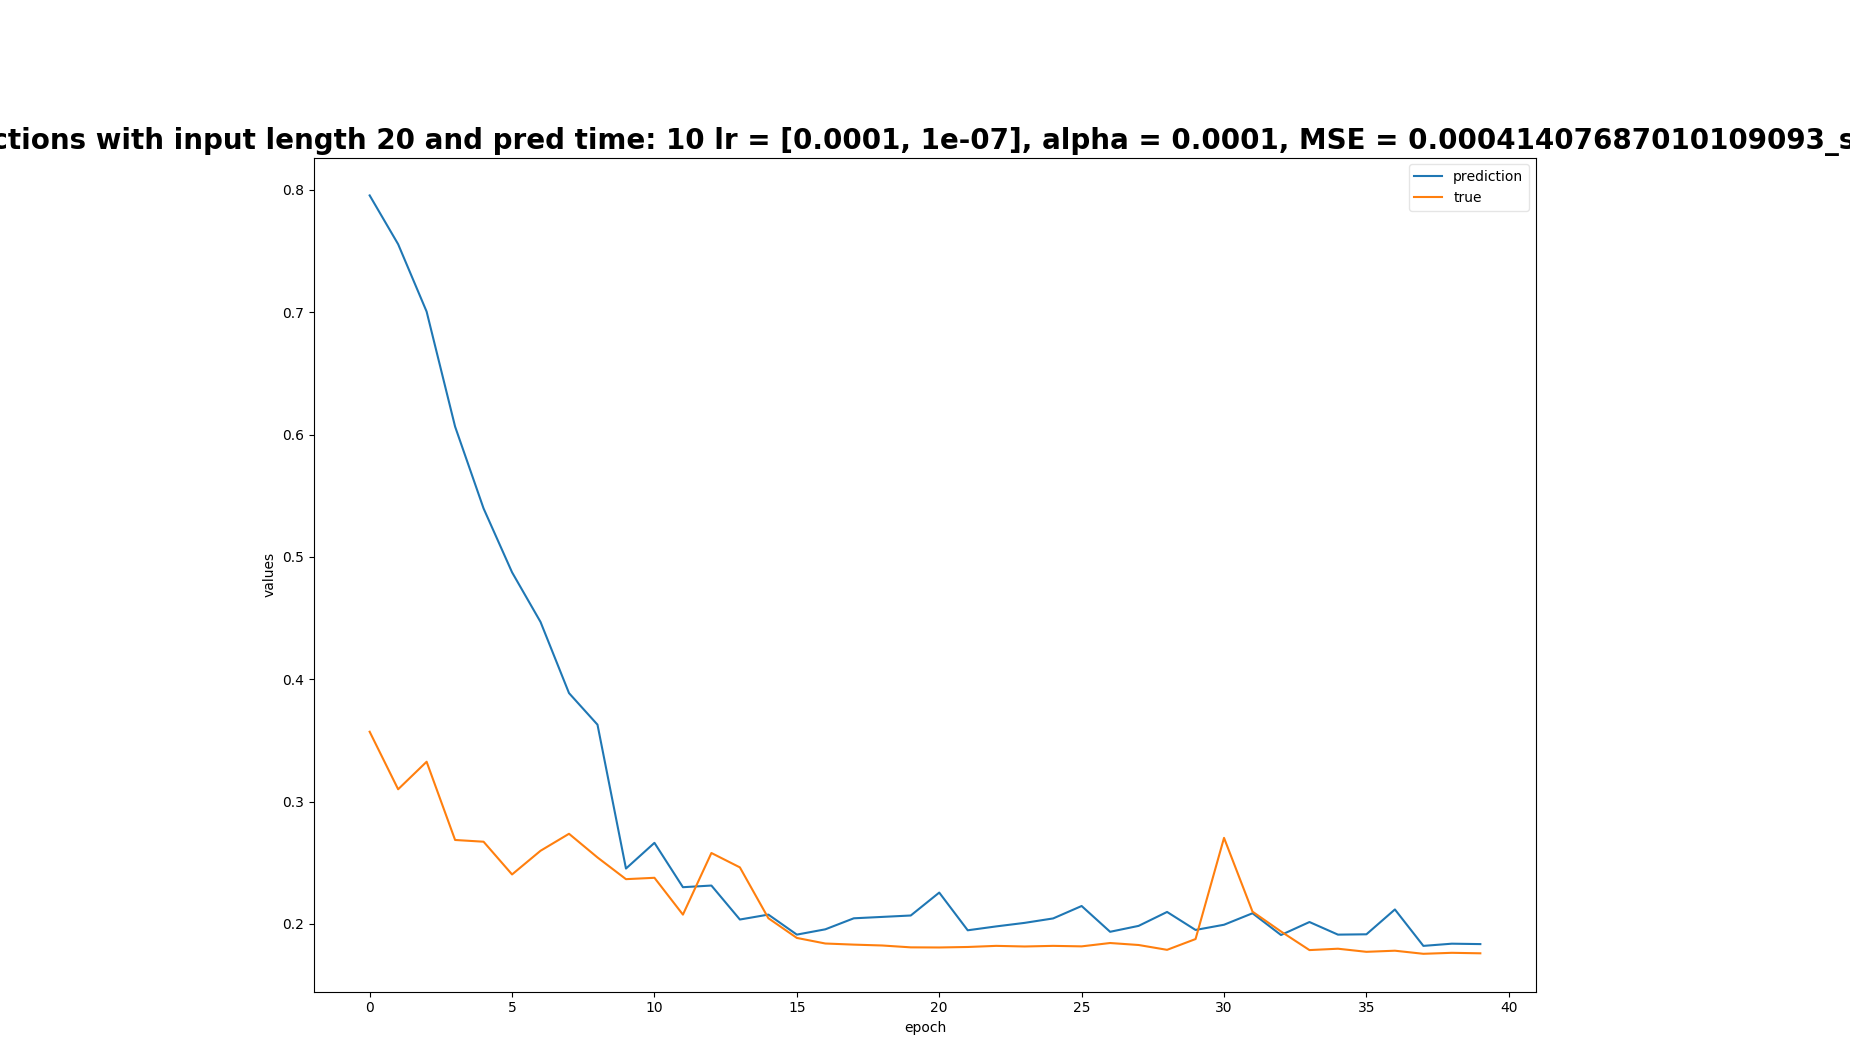 ctions with input length 20 and pred time: 10 lr = [0.0001, 1e-07], alpha = 0.0001, MSE = 0.00041407687010109093_s
prediction
true
0.8
0.7
0.6
0.5
0.4
0.3
0.2
values
0 5 10 15 20 25 30 35 40
epoch